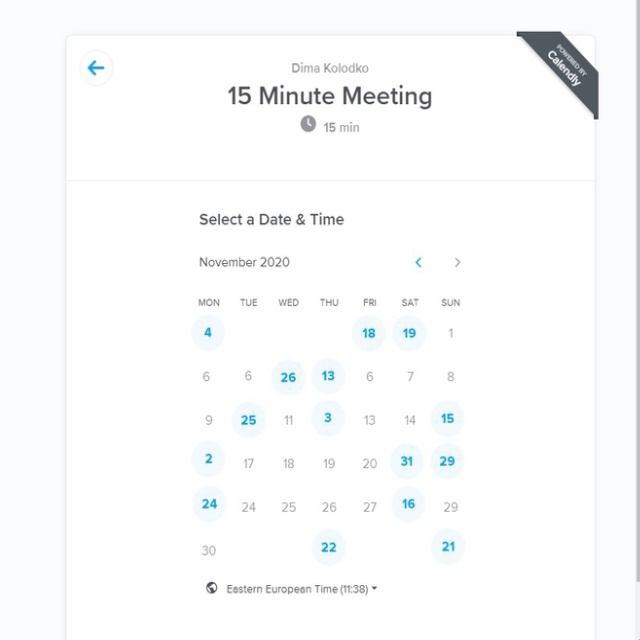 POWERED BY
Calendly
Dima Kolodko
15 Minute Meeting
15 min
Select a Date & Time
November 2020
MON TUE WED THU FRI SAT SUN
4 18 19 1
6 6 26 13 6 7 8
9 25 11 3 13 14 15
2 17 18 19 20 31 29
24 24 25 26 27 16 29
30 22 21
Eastern European Time (11:38)